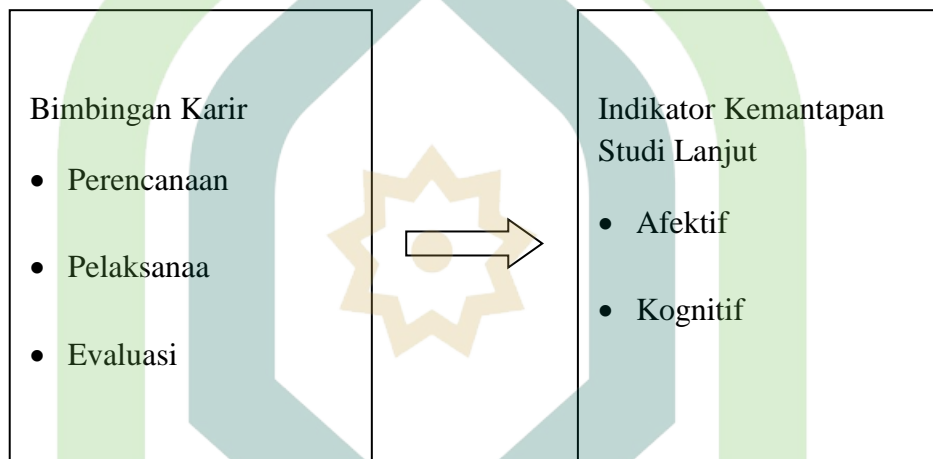 Bimbingan Karir
• Perencanaan
• Pelaksanaa
• Evaluasi
Indikator Kemantapan
Studi Lanjut
• Afektif
• Kognitif